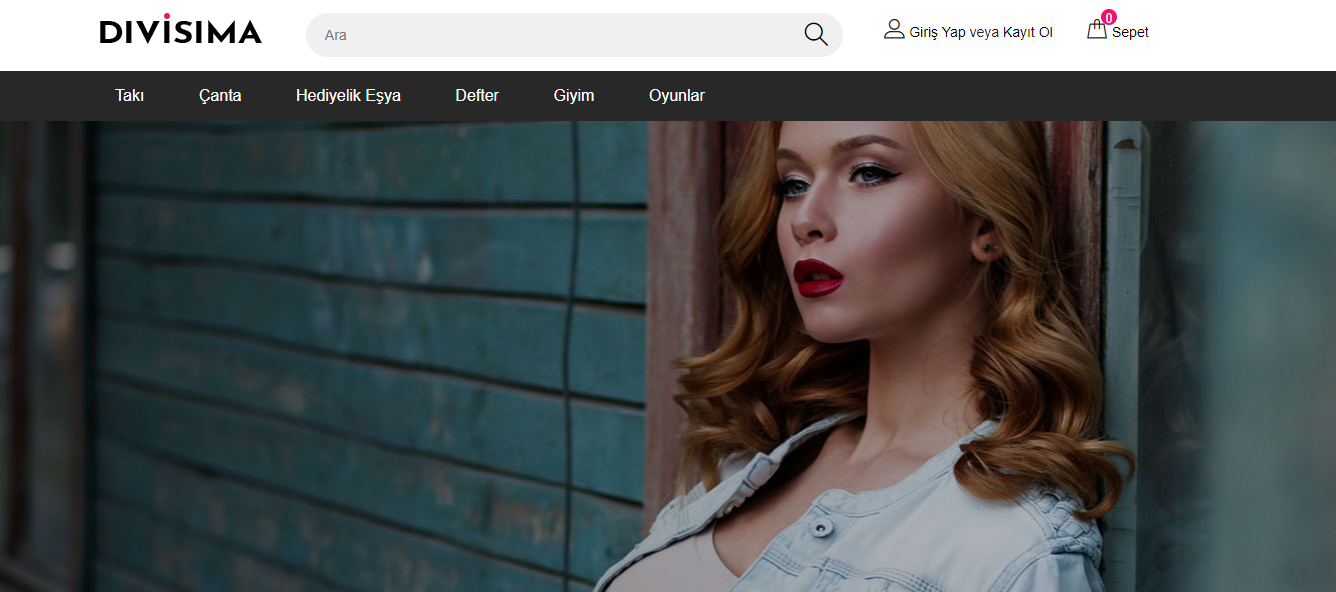 DIVISIMA
Ara
Giriş Yap veya Kayıt Ol
0
Sepet
Takı
Çanta
Hediyelik Eşya
Defter
Giyim
Oyunlar